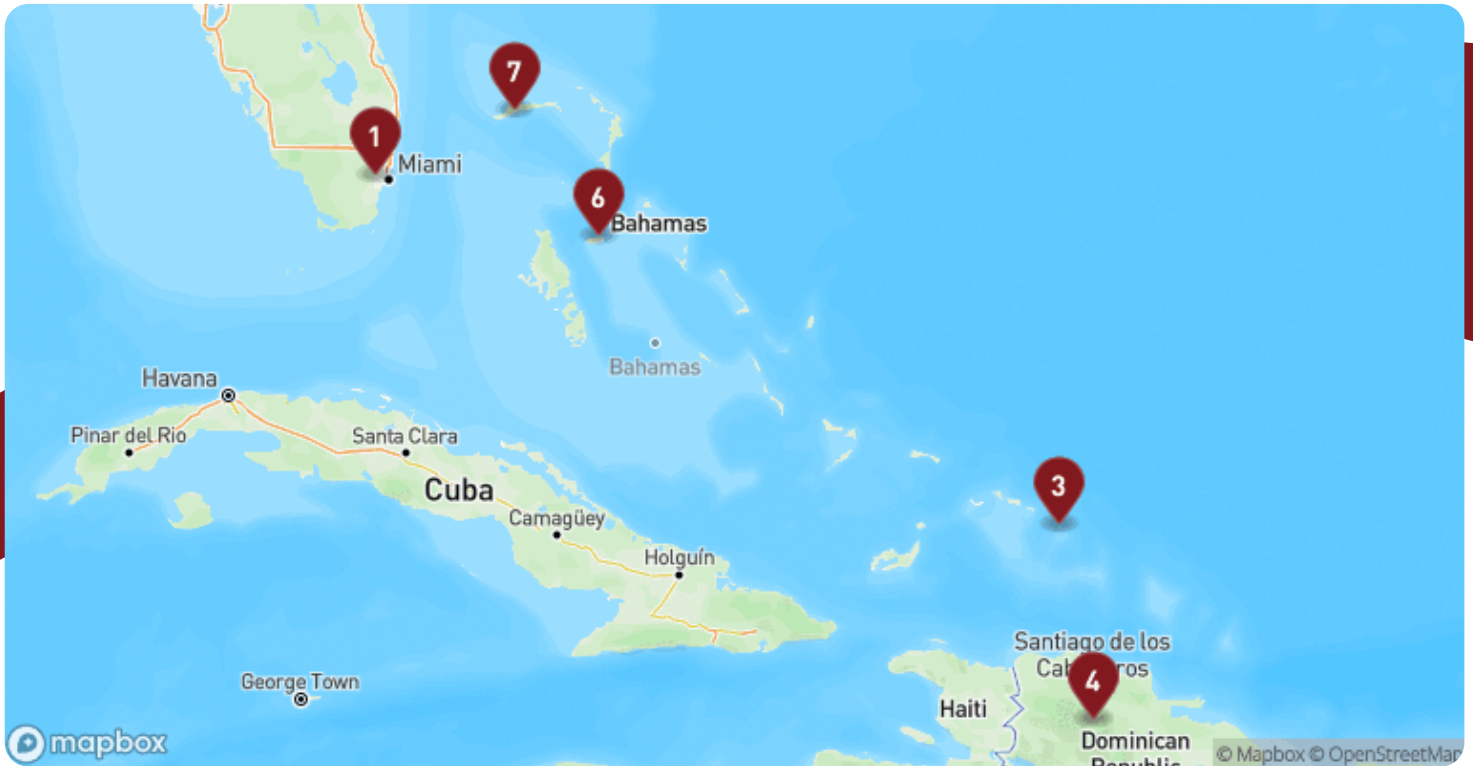 7
1
Miami
6
Bahamas
Bahamas
Havana
Pinar del Rio
Santa Clara
Cuba
3
Camagüey
Holguín
Santiago de los
4
George Town
Haiti
Dominican
Republic
mapbox
© Mapbox © OpenStreetMap